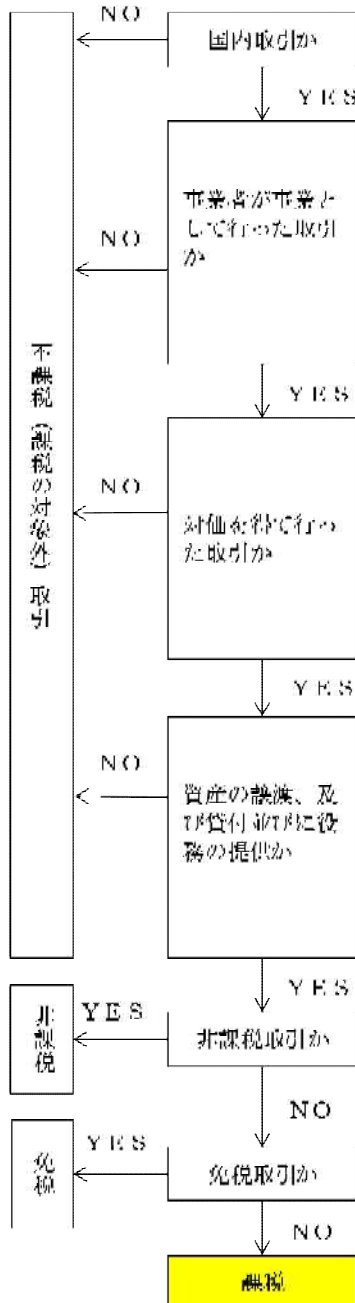 NO
国内取引か
YES
事業者が事業と
して行った取引
か
NO
YES
不課税（課税の対象外）取引
NO
対価を得て行っ
た取引か
YES
NO
資産の譲渡、及
び貸付並びに役
務の提供か
YES
非課税
YES
非課税取引か
NO
免税
YES
免税取引か
NO
課税